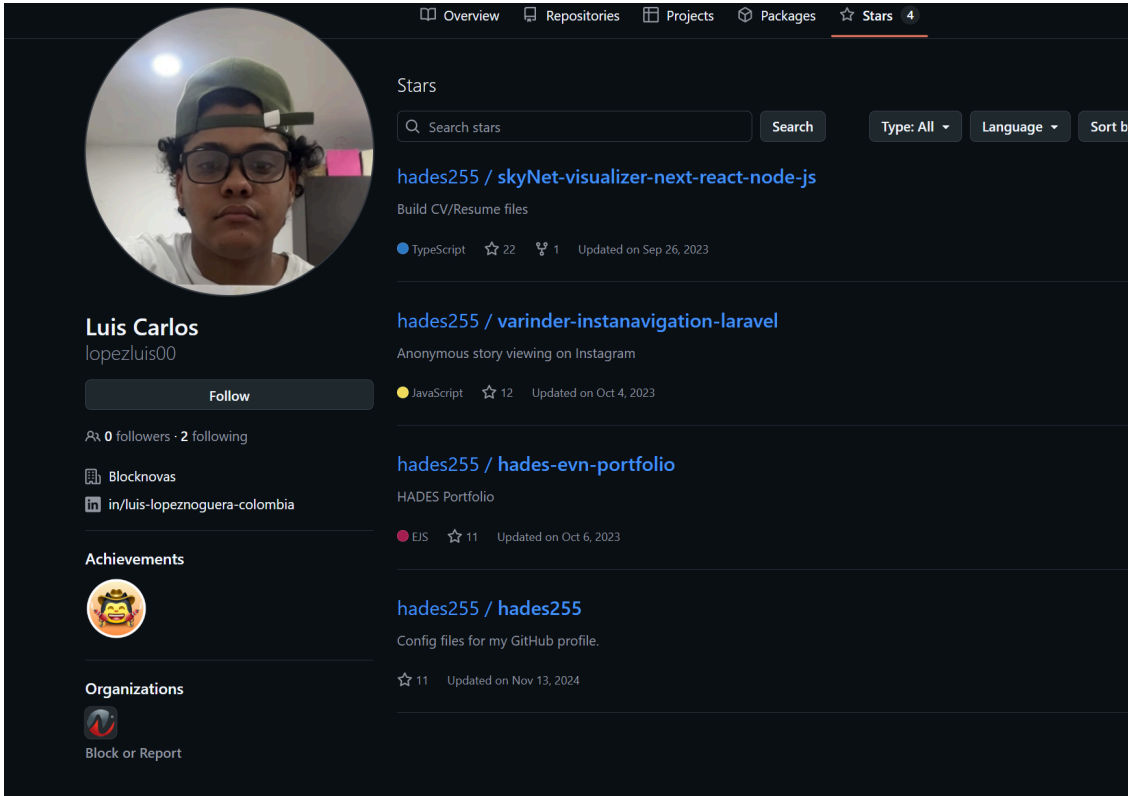 Overview Repositories Projects Packages Stars 4
Stars
Search stars Search Type: All Language Sort b
hades255 / skyNet-visualizer-next-react-node-js
Build CV/Resume files
TypeScript 22 1 Updated on Sep 26, 2023
hades255 / varinder-instanavigation-laravel
Anonymous story viewing on Instagram
JavaScript 12 Updated on Oct 4, 2023
hades255 / hades-evn-portfolio
HADES Portfolio
EJS 11 Updated on Oct 6, 2023
hades255 / hades255
Config files for my GitHub profile.
11 Updated on Nov 13, 2024
Luis Carlos
lopezluis00
Follow
0 followers · 2 following
Blocknovas
in in/luis-lopeznoguera-colombia
Achievements
Organizations
Block or Report